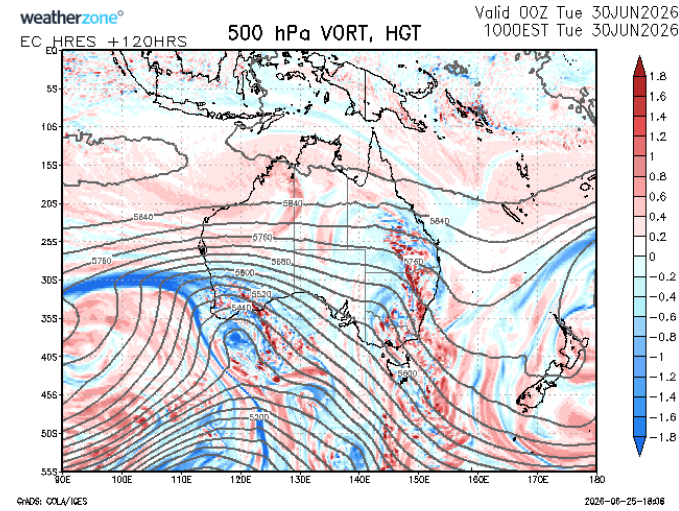 weatherzone°
EC HRES +120HRS
500 hPa VORT, HGT
Valid 00Z Tue 30JUN2026
1000EST Tue 30JUN2026
EQ
5S
10S
15S
20S
25S
30S
35S
40S
45S
50S
55S
90E 100E 110E 120E 130E 140E 150E 160E 170E 180
5840
5840
5840
5760
5760
5760
5680
5600
5520
5440
5600
5200
1.8
1.6
1.4
1.2
1
0.8
0.6
0.4
0.2
0
-0.2
-0.4
-0.6
-0.8
-1
-1.2
-1.4
-1.6
-1.8
GrADS: COLA/IGES
2026-06-25-18:06